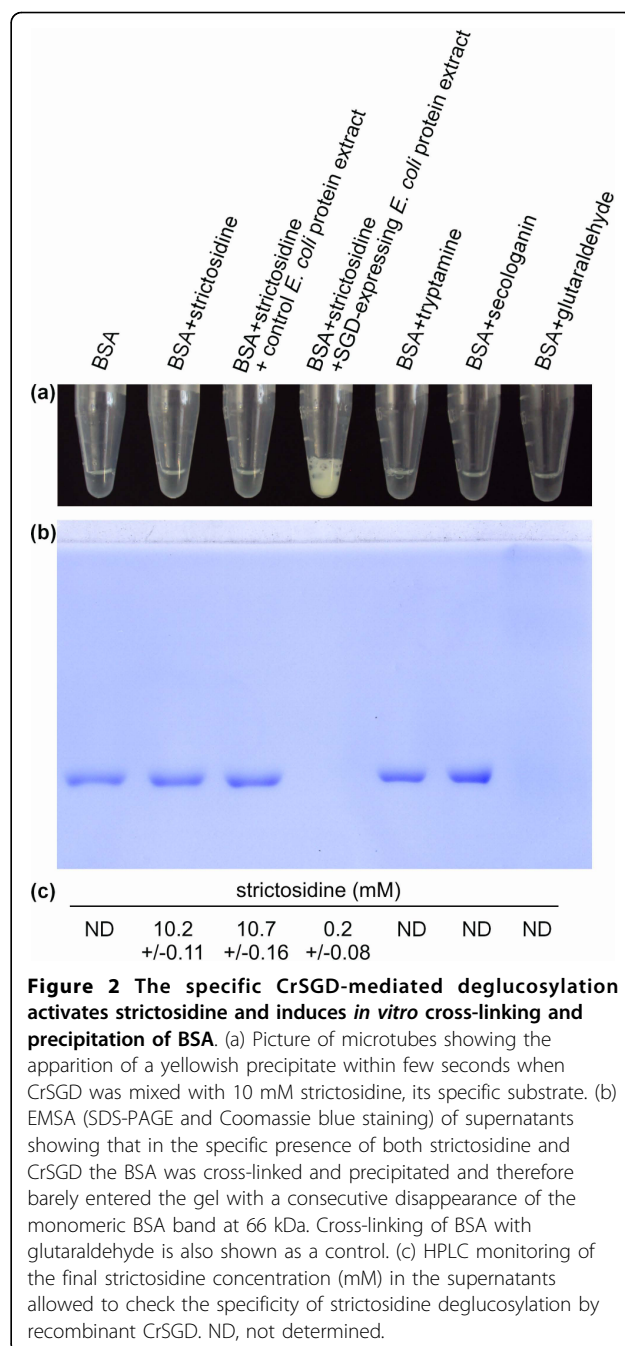 BSA
BSA+strictosidine
BSA+strictosidine
+ control E. coli protein extract
BSA+strictosidine
+SGD-expressing E. coli protein extract
BSA+tryptamine
BSA+secologanin
BSA+glutaraldehyde
(a)
(b)
(c)
strictosidine (mM)
ND 10.2 10.7 0.2 ND ND ND
+/-0.11 +/-0.16 +/-0.08
Figure 2 The specific CrSGD-mediated deglucosylation
activates strictosidine and induces in vitro cross-linking and
precipitation of BSA. (a) Picture of microtubes showing the
apparition of a yellowish precipitate within few seconds when
CrSGD was mixed with 10 mM strictosidine, its specific substrate. (b)
EMSA (SDS-PAGE and Coomassie blue staining) of supernatants
showing that in the specific presence of both strictosidine and
CrSGD the BSA was cross-linked and precipitated and therefore
barely entered the gel with a consecutive disappearance of the
monomeric BSA band at 66 kDa. Cross-linking of BSA with
glutaraldehyde is also shown as a control. (c) HPLC monitoring of
the final strictosidine concentration (mM) in the supernatants
allowed to check the specificity of strictosidine deglucosylation by
recombinant CrSGD. ND, not determined.